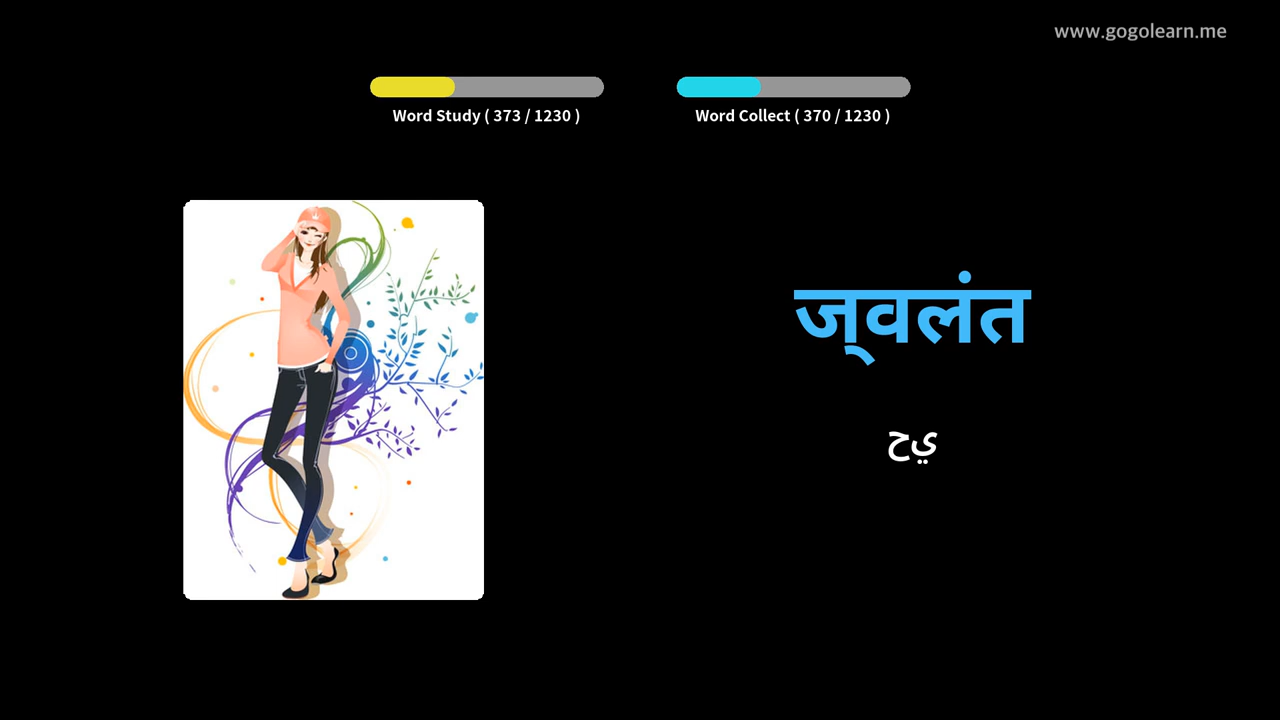 www.gogolearn.me
Word Study ( 373 / 1230 )
Word Collect ( 370 / 1230 )
ज्वलंत
حي